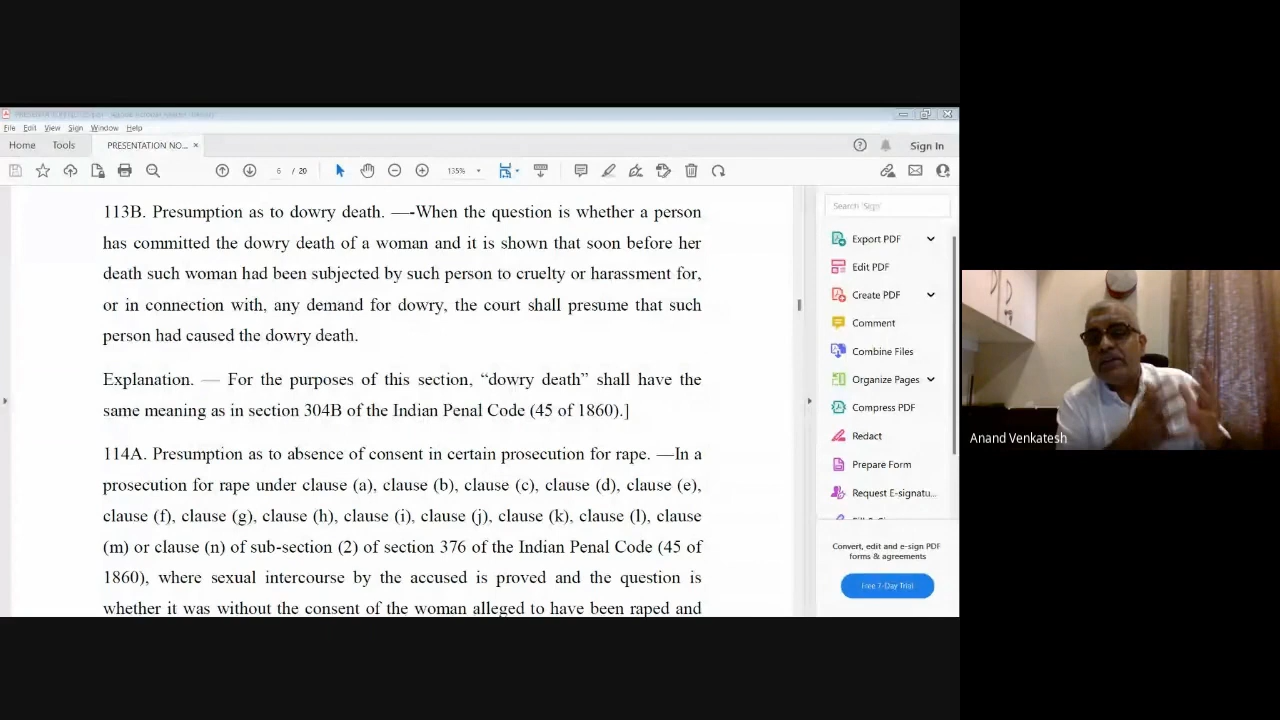 File Edit View Sign Window Help
Home Tools PRESENTATION NO... × Sign In
6 / 20 135%
113B. Presumption as to dowry death. —-When the question is whether a person
has committed the dowry death of a woman and it is shown that soon before her
death such woman had been subjected by such person to cruelty or harassment for,
or in connection with, any demand for dowry, the court shall presume that such
person had caused the dowry death.
Explanation. — For the purposes of this section, “dowry death” shall have the
same meaning as in section 304B of the Indian Penal Code (45 of 1860).]
114A. Presumption as to absence of consent in certain prosecution for rape. —In a
prosecution for rape under clause (a), clause (b), clause (c), clause (d), clause (e),
clause (f), clause (g), clause (h), clause (i), clause (j), clause (k), clause (l), clause
(m) or clause (n) of sub-section (2) of section 376 of the Indian Penal Code (45 of
1860), where sexual intercourse by the accused is proved and the question is
whether it was without the consent of the woman alleged to have been raped and
Search 'Sign'
Export PDF
Edit PDF
Create PDF
Comment
Combine Files
Organize Pages
Compress PDF
Redact
Prepare Form
Request E-signatu...
Convert, edit and e-sign PDF
forms & agreements
Free 7-Day Trial
Anand Venkatesh